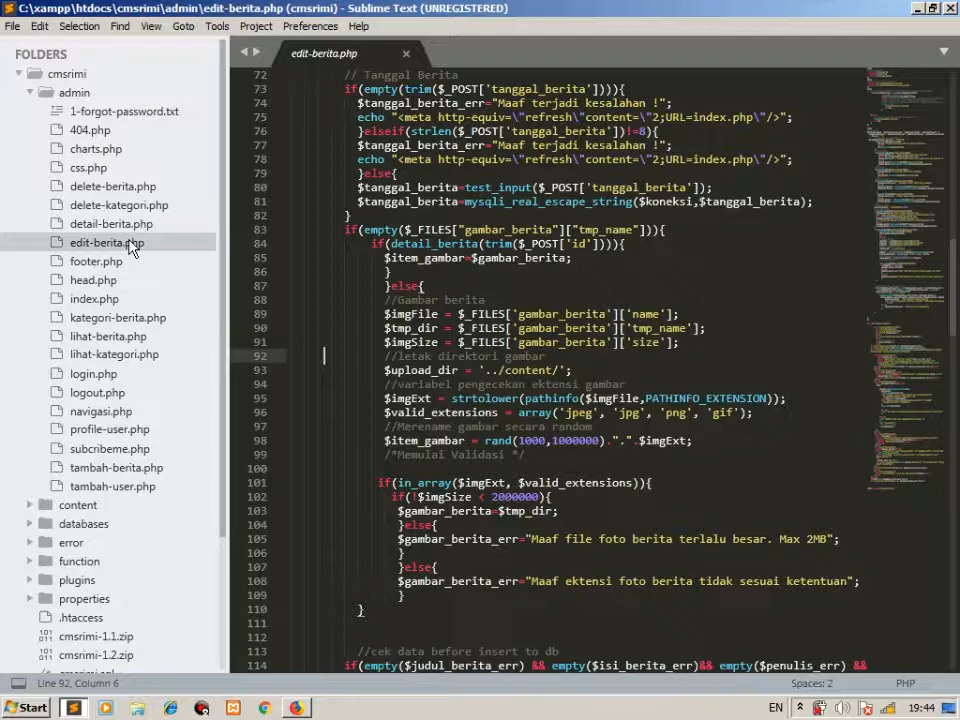 C:\xampp\htdocs\cmsrimi\admin\edit-berita.php (cmsrimi) - Sublime Text (UNREGISTERED)
File Edit Selection Find View Goto Tools Project Preferences Help
FOLDERS
cmsrimi
admin
1-forgot-password.txt
404.php
charts.php
css.php
delete-berita.php
delete-kategori.php
detail-berita.php
edit-berita.php
footer.php
head.php
index.php
kategori-berita.php
lihat-berita.php
lihat-kategori.php
login.php
logout.php
navigasi.php
profile-user.php
subcribeme.php
tambah-berita.php
tambah-user.php
content
databases
error
function
plugins
properties
.htaccess
cmsrimi-1.1.zip
cmsrimi-1.2.zip
edit-berita.php
72 // Tanggal Berita
73 if(empty(trim($_POST['tanggal_berita']))){
74 $tanggal_berita_err="Maaf terjadi kesalahan !";
75 echo "<meta http-equiv=\"refresh\"content=\"2;URL=index.php\"/>";
76 }elseif(strlen($_POST['tanggal_berita'])!=8){
77 $tanggal_berita_err="Maaf terjadi kesalahan !";
78 echo "<meta http-equiv=\"refresh\"content=\"2;URL=index.php\"/>";
79 }else{
80 $tanggal_berita=test_input($_POST['tanggal_berita']);
81 $tanggal_berita=mysqli_real_escape_string($koneksi,$tanggal_berita);
82 }
83 if(empty($_FILES["gambar_berita"]["tmp_name"])){
84 if(detail_berita(trim($_POST['id']))){
85 $item_gambar=$gambar_berita;
86 }
87 }else{
88 //Gambar berita
89 $imgFile = $_FILES['gambar_berita']['name'];
90 $tmp_dir = $_FILES['gambar_berita']['tmp_name'];
91 $imgSize = $_FILES['gambar_berita']['size'];
92 //letak direktori gambar
93 $upload_dir = '../content/';
94 //variabel pengecekan ektensi gambar
95 $imgExt = strtolower(pathinfo($imgFile,PATHINFO_EXTENSION));
96 $valid_extensions = array('jpeg', 'jpg', 'png', 'gif');
97 //Merename gambar secara random
98 $item_gambar = rand(1000,1000000).".".$imgExt;
99 /*Memulai Validasi */
100
101 if(in_array($imgExt, $valid_extensions)){
102 if(!$imgSize < 2000000){
103 $gambar_berita=$tmp_dir;
104 }else{
105 $gambar_berita_err="Maaf file foto berita terlalu besar. Max 2MB";
106 }
107 }else{
108 $gambar_berita_err="Maaf ektensi foto berita tidak sesuai ketentuan";
109 }
110 }
111
112
113 //cek data before insert to db
114 if(empty($judul_berita_err) && empty($isi_berita_err)&& empty($penulis_err) &&
Line 92, Column 6 Spaces: 2 PHP
Start EN 19:44